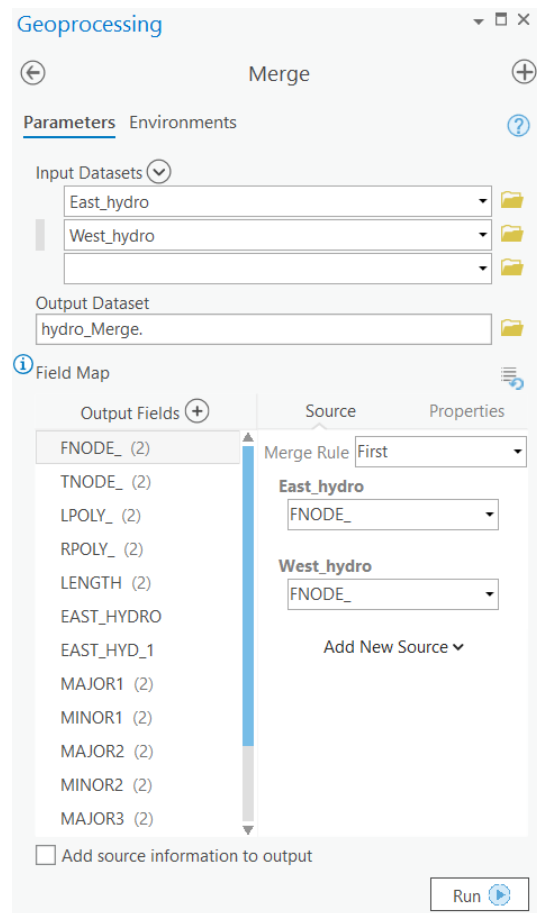 Geoprocessing
Merge
Parameters Environments
?
Input Datasets
East_hydro
West_hydro
Output Dataset
hydro_Merge.
i
Field Map
Output Fields
Source Properties
FNODE_ (2)
TNODE_ (2)
LPOLY_ (2)
RPOLY_ (2)
LENGTH (2)
EAST_HYDRO
EAST_HYD_1
MAJOR1 (2)
MINOR1 (2)
MAJOR2 (2)
MINOR2 (2)
MAJOR3 (2)
Merge Rule First
East_hydro
FNODE_
West_hydro
FNODE_
Add New Source
Add source information to output
Run